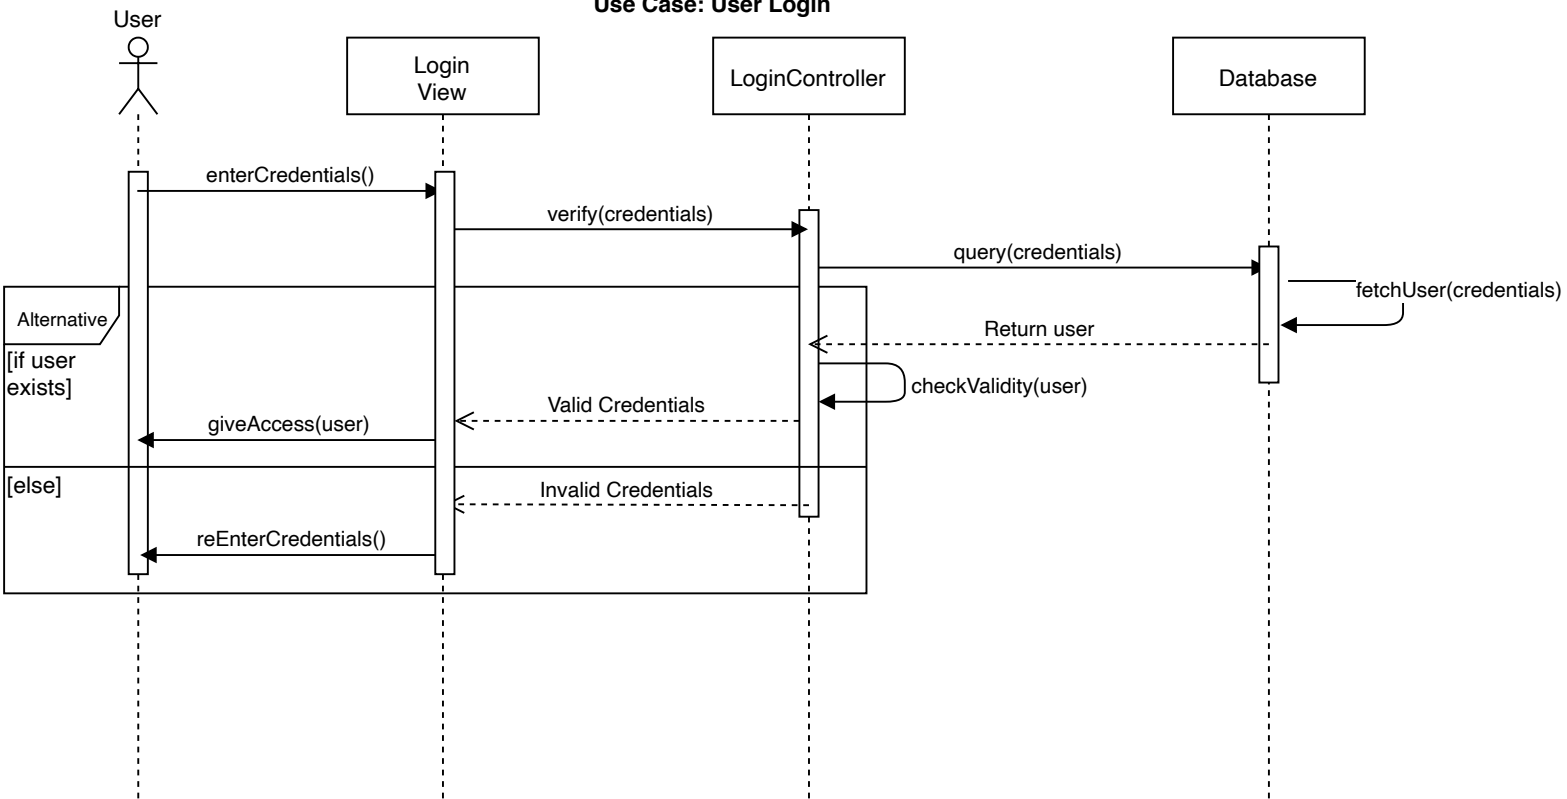 Use Case: User Login
User
Login
View
LoginController
Database
enterCredentials()
verify(credentials)
query(credentials)
fetchUser(credentials)
Alternative
Return user
[if user
exists]
checkValidity(user)
Valid Credentials
giveAccess(user)
[else]
Invalid Credentials
reEnterCredentials()